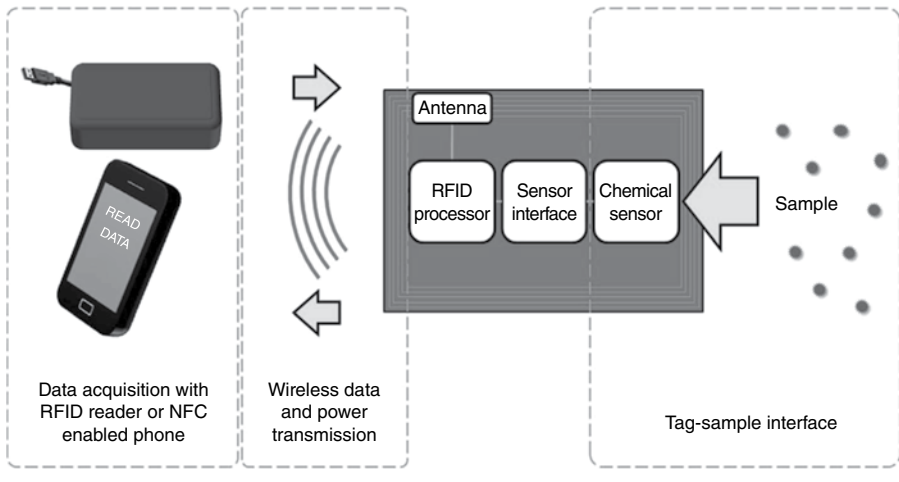 READ
DATA
Data acquisition with
RFID reader or NFC
enabled phone
Wireless data
and power
transmission
Antenna
RFID
processor
Sensor
interface
Chemical
sensor
Sample
Tag-sample interface